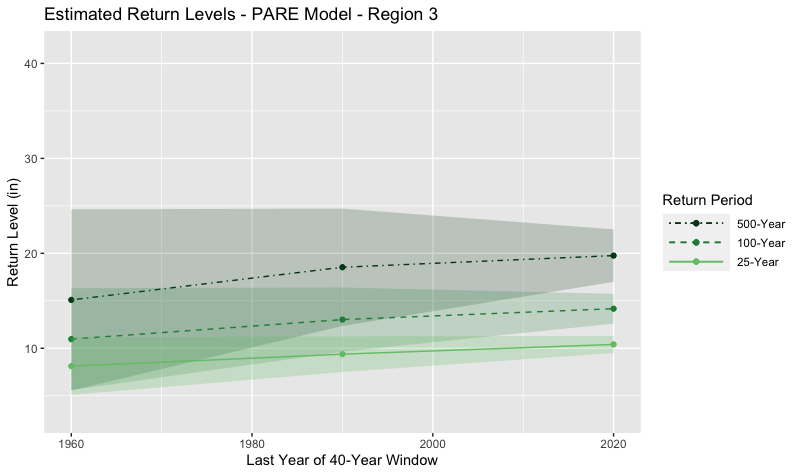 Estimated Return Levels - PARE Model - Region 3
40
30
20
10
Return Level (in)
1960
1980
2000
2020
Last Year of 40-Year Window
Return Period
500-Year
100-Year
25-Year